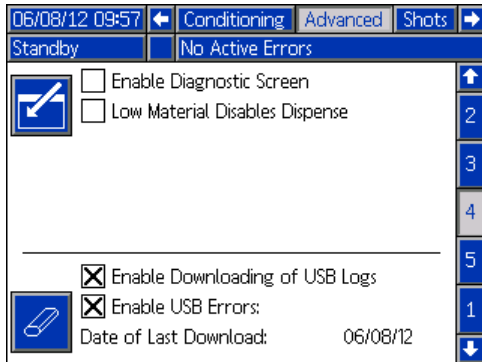 06/08/12 09:57 Conditioning Advanced Shots
Standby No Active Errors
Enable Diagnostic Screen
Low Material Disables Dispense
2
3
4
5
Enable Downloading of USB Logs
Enable USB Errors:
1
Date of Last Download: 06/08/12